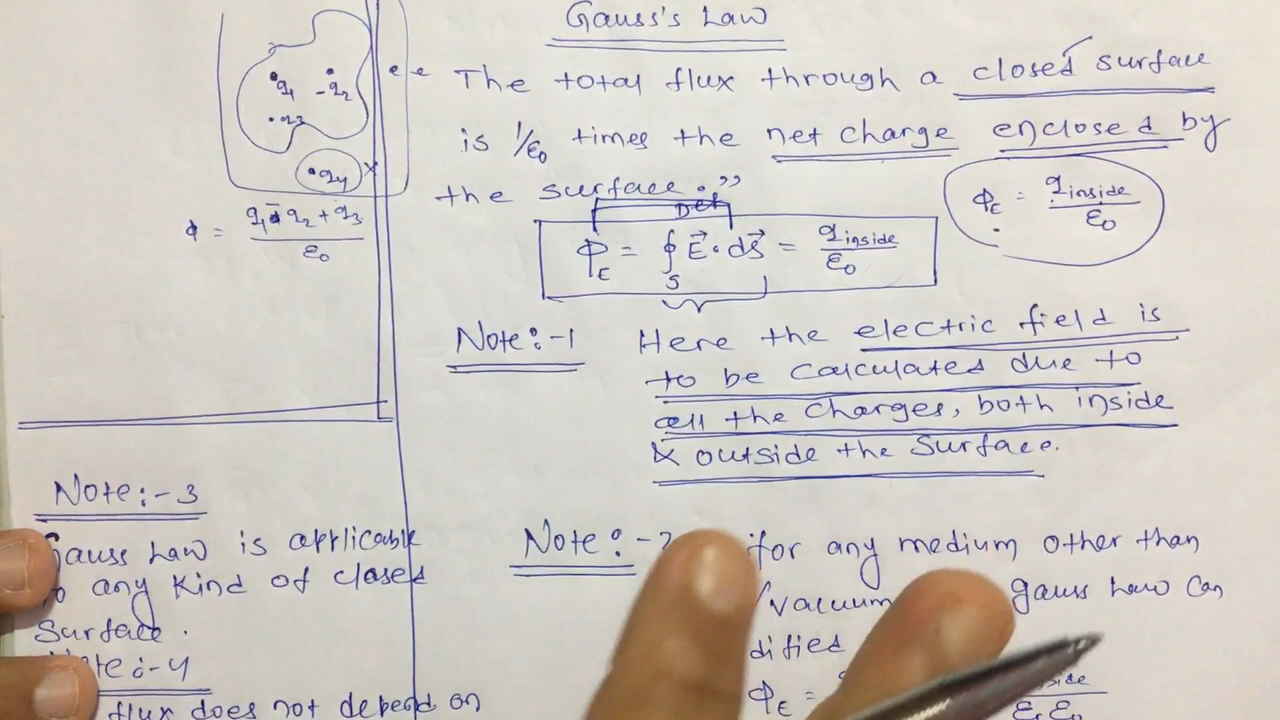 Gauss's Law
"The total flux through a closed surface
is 1/ε₀ times the net charge enclosed by
the surface."
Φ_E = q_inside/ε₀
Def
Φ_E = ∮_S E⃗ · ds⃗ = q_inside/ε₀
q₁
-q₂
q₃
q₄
ϕ = (q₁ - q₂ + q₃)/ε₀
Note:-1 Here the electric field is
to be calculated due to
all the charges, both inside
& outside the surface.
Note:-2 for any medium other than
vacuum gauss Law can
dified
Φ_E =
ε_r ε₀
Note:-3
Gauss Law is applicable
to any kind of closed
Surface.
Note:-4
flux does not depend on